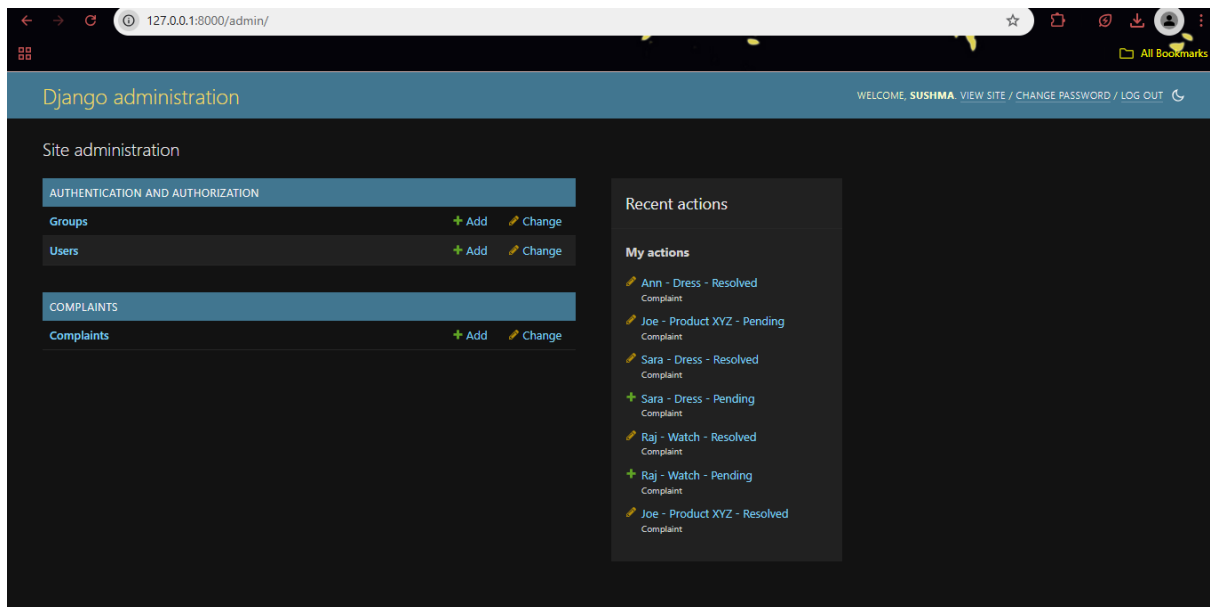 127.0.0.1:8000/admin/
All Bookmarks
Django administration
WELCOME, SUSHMA. VIEW SITE / CHANGE PASSWORD / LOG OUT
Site administration
AUTHENTICATION AND AUTHORIZATION
Groups + Add Change
Users + Add Change
COMPLAINTS
Complaints + Add Change
Recent actions
My actions
Ann - Dress - Resolved
Complaint
Joe - Product XYZ - Pending
Complaint
Sara - Dress - Resolved
Complaint
+ Sara - Dress - Pending
Complaint
Raj - Watch - Resolved
Complaint
+ Raj - Watch - Pending
Complaint
Joe - Product XYZ - Resolved
Complaint